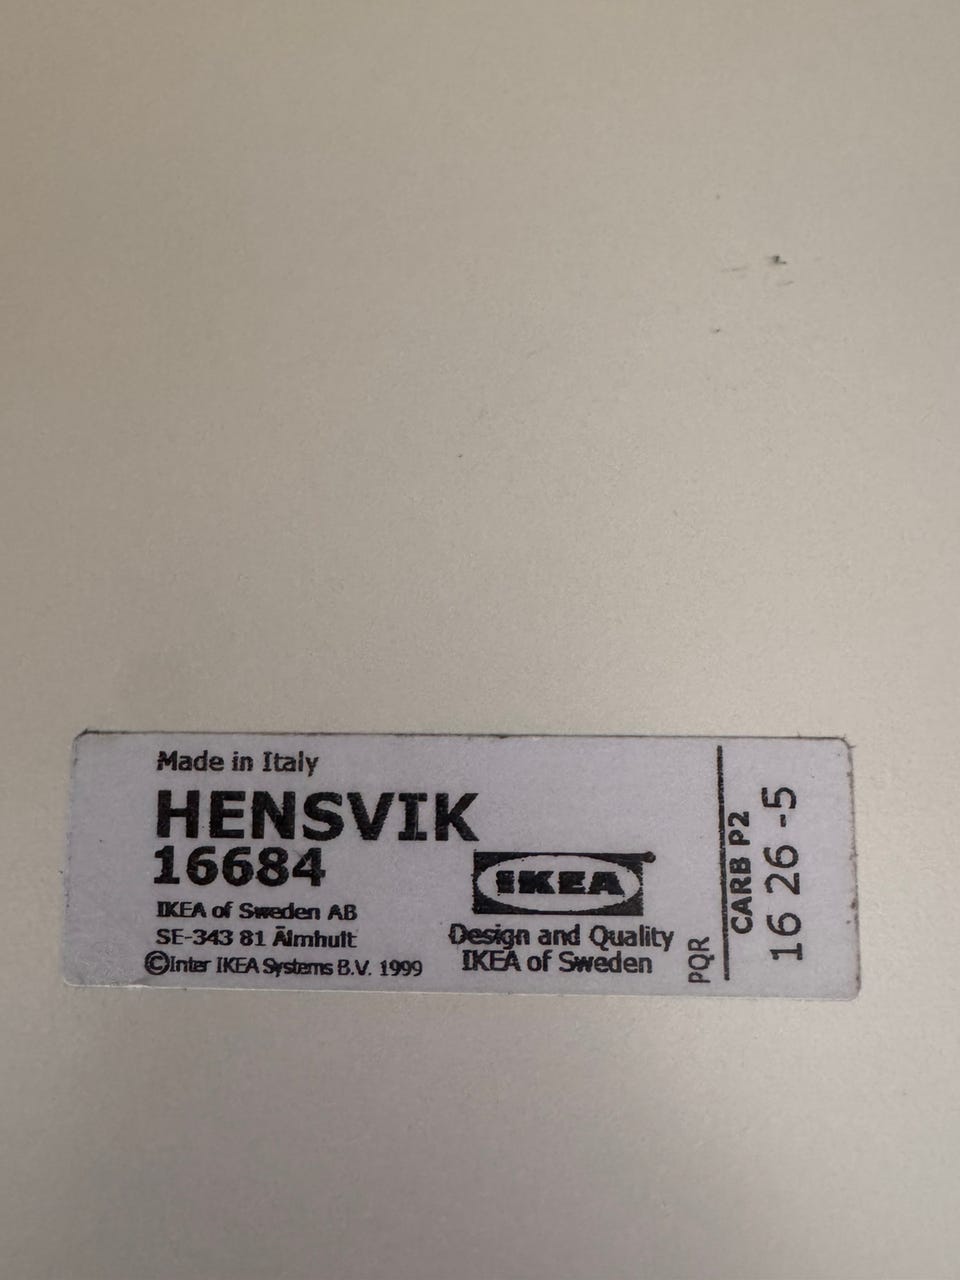 Made in Italy
HENSVIK
16684
IKEA of Sweden AB
SE-343 81 Älmhult
©Inter IKEA Systems B.V. 1999
IKEA
Design and Quality
IKEA of Sweden
PQR
CARB P2
16 26 -5